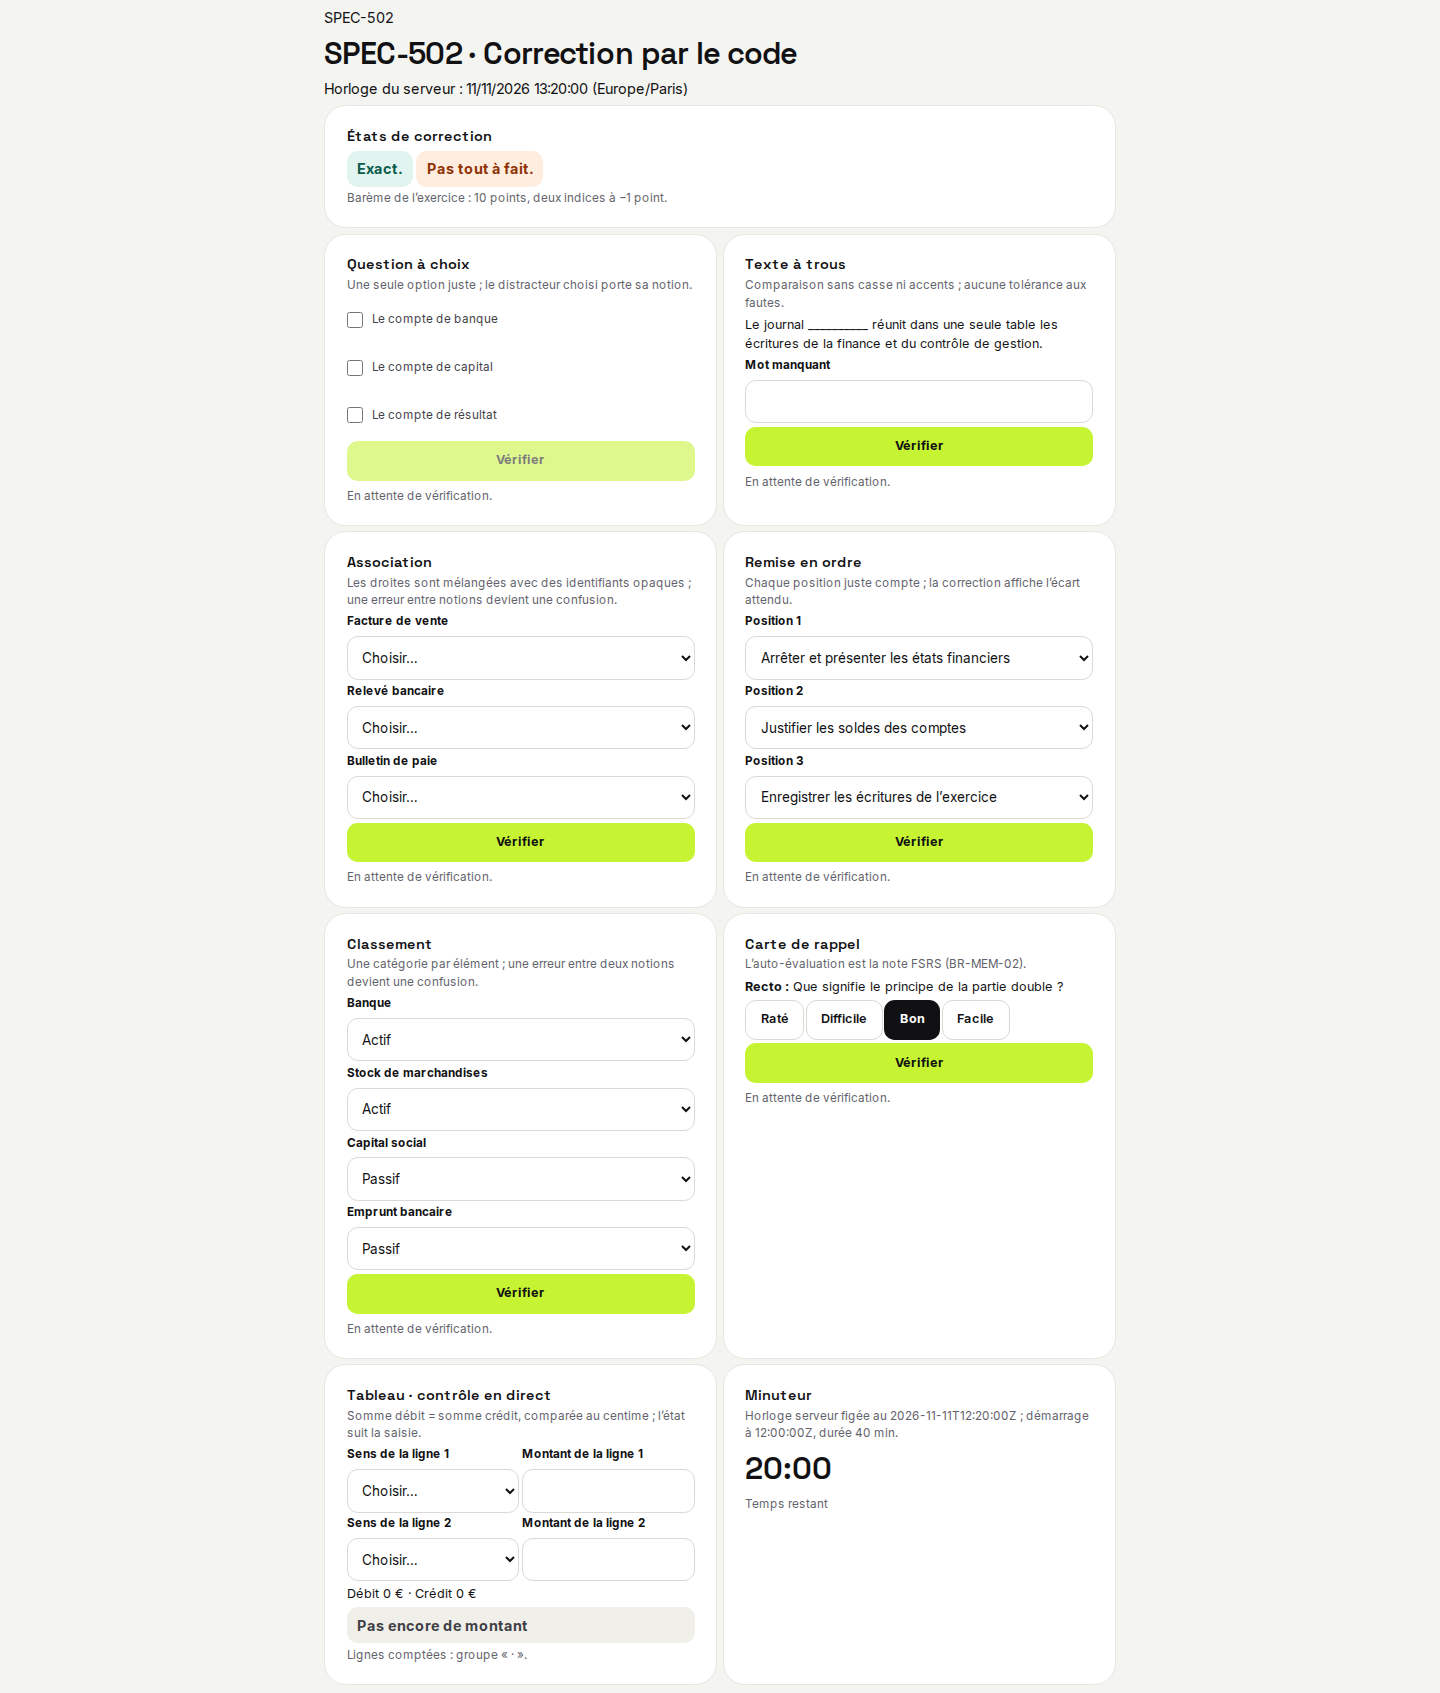 SPEC-502
SPEC-502 · Correction par le code
Horloge du serveur : 11/11/2026 13:20:00 (Europe/Paris)
États de correction
Exact. Pas tout à fait.
Barème de l’exercice : 10 points, deux indices à −1 point.
Question à choix
Une seule option juste ; le distracteur choisi porte sa notion.
Le compte de banque
Le compte de capital
Le compte de résultat
Vérifier
En attente de vérification.
Texte à trous
Comparaison sans casse ni accents ; aucune tolérance aux
fautes.
Le journal __________ réunit dans une seule table les
écritures de la finance et du contrôle de gestion.
Mot manquant
Vérifier
En attente de vérification.
Association
Les droites sont mélangées avec des identifiants opaques ;
une erreur entre notions devient une confusion.
Facture de vente
Choisir…
Relevé bancaire
Choisir…
Bulletin de paie
Choisir…
Vérifier
En attente de vérification.
Remise en ordre
Chaque position juste compte ; la correction affiche l’écart
attendu.
Position 1
Arrêter et présenter les états financiers
Position 2
Justifier les soldes des comptes
Position 3
Enregistrer les écritures de l’exercice
Vérifier
En attente de vérification.
Classement
Une catégorie par élément ; une erreur entre deux notions
devient une confusion.
Banque
Actif
Stock de marchandises
Actif
Capital social
Passif
Emprunt bancaire
Passif
Vérifier
En attente de vérification.
Carte de rappel
L’auto-évaluation est la note FSRS (BR-MEM-02).
Recto : Que signifie le principe de la partie double ?
Raté Difficile Bon Facile
Vérifier
En attente de vérification.
Tableau · contrôle en direct
Somme débit = somme crédit, comparée au centime ; l’état
suit la saisie.
Sens de la ligne 1 Montant de la ligne 1
Choisir…
Sens de la ligne 2 Montant de la ligne 2
Choisir…
Débit 0 € · Crédit 0 €
Pas encore de montant
Lignes comptées : groupe « · ».
Minuteur
Horloge serveur figée au 2026-11-11T12:20:00Z ; démarrage
à 12:00:00Z, durée 40 min.
20:00
Temps restant